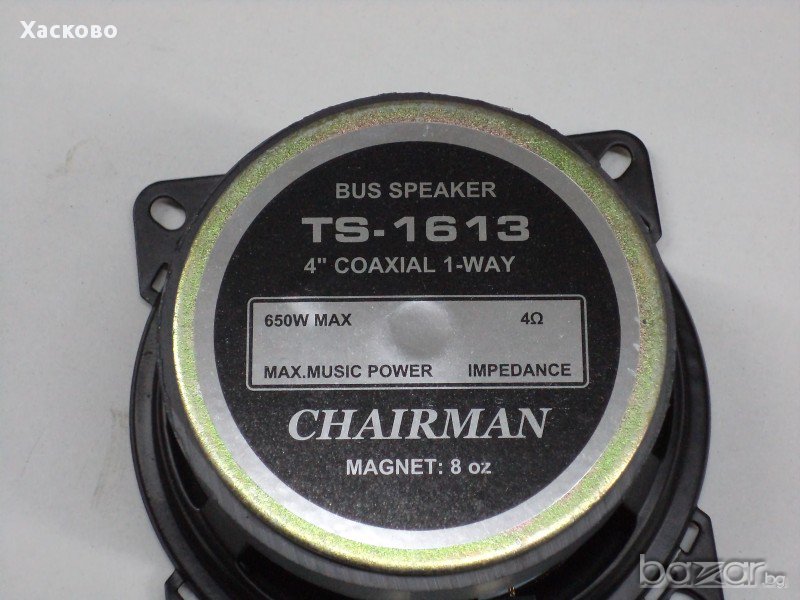 Хасково
BUS SPEAKER
TS-1613
4" COAXIAL 1-WAY
650W MAX 4Ω
MAX.MUSIC POWER IMPEDANCE
CHAIRMAN
MAGNET: 8 oz
bazar.bg